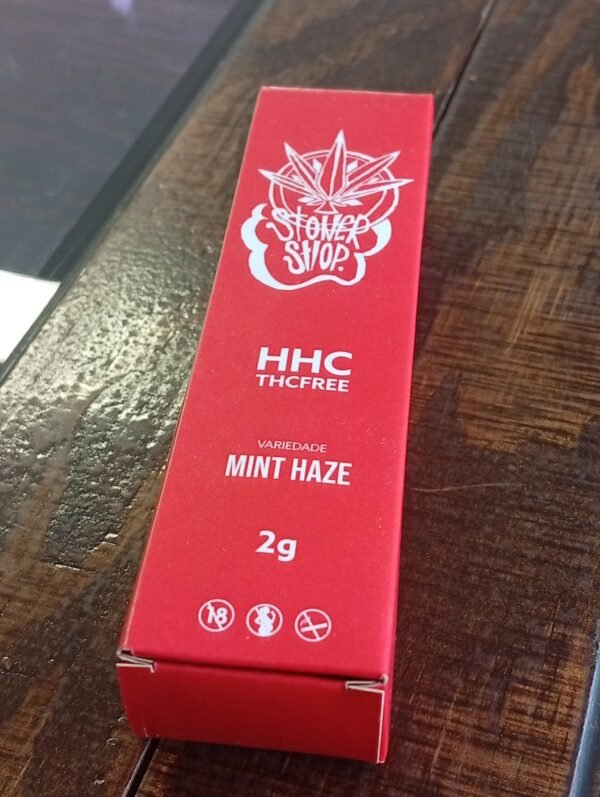 STONER
SHOP.
HHC
THCFREE
VARIEDADE
MINT HAZE
2g
18